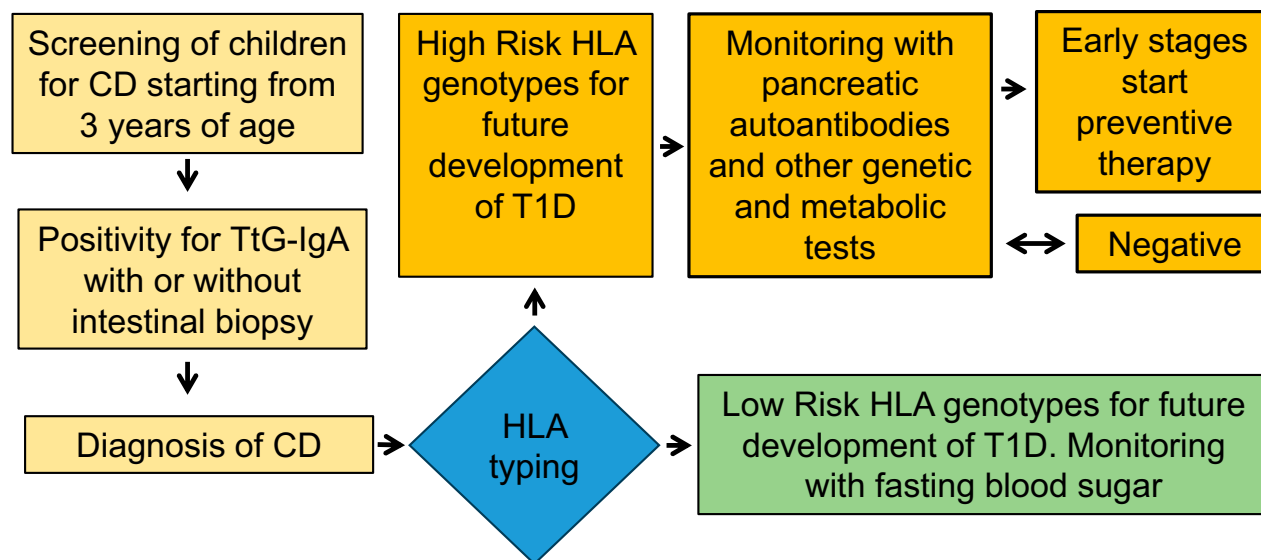 Screening of children
for CD starting from
3 years of age
Positivity for TtG-IgA
with or without
intestinal biopsy
Diagnosis of CD
HLA
typing
High Risk HLA
genotypes for
future
development
of T1D
Monitoring with
pancreatic
autoantibodies
and other genetic
and metabolic
tests
Early stages
start
preventive
therapy
Negative
Low Risk HLA genotypes for future
development of T1D. Monitoring
with fasting blood sugar